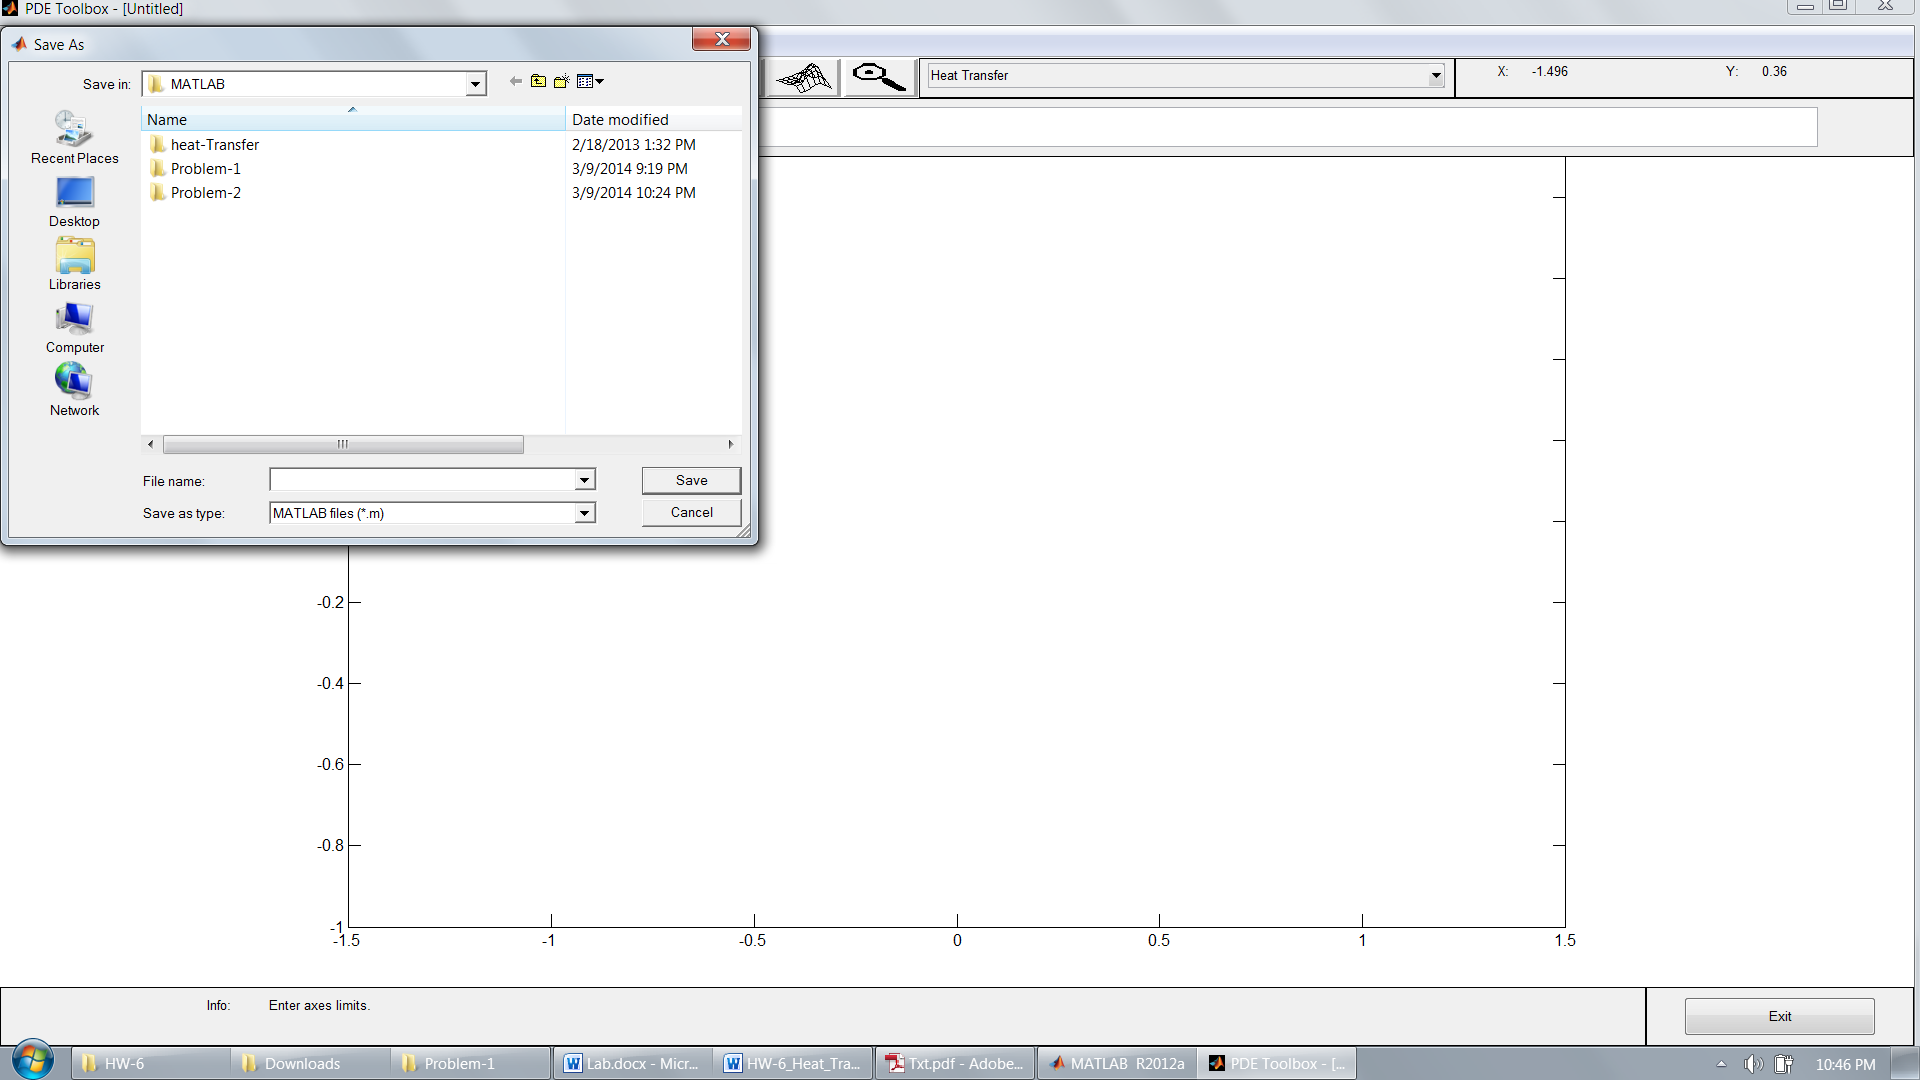 PDE Toolbox - [Untitled]
Save As
Save in: MATLAB
Heat Transfer
X: -1.496 Y: 0.36
Name Date modified
heat-Transfer 2/18/2013 1:32 PM
Problem-1 3/9/2014 9:19 PM
Problem-2 3/9/2014 10:24 PM
Recent Places
Desktop
Libraries
Computer
Network
File name: Save
Save as type: MATLAB files (*.m) Cancel
-0.2
-0.4
-0.6
-0.8
-1
-1.5 -1 -0.5 0 0.5 1 1.5
Info: Enter axes limits.
Exit
HW-6 Downloads Problem-1 Lab.docx - Micr... HW-6_Heat_Tra... Txt.pdf - Adobe... MATLAB R2012a PDE Toolbox - [... 10:46 PM